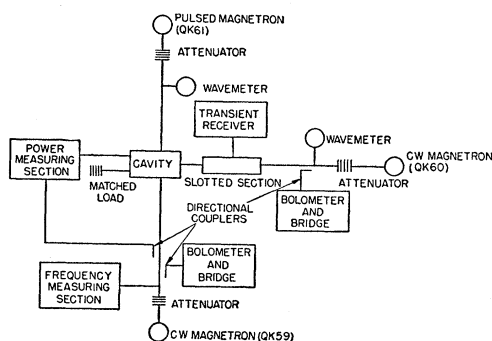 PULSED MAGNETRON
(QK61)
ATTENUATOR
WAVEMETER
TRANSIENT
RECEIVER
WAVEMETER
POWER
MEASURING
SECTION
CAVITY
MATCHED
LOAD
SLOTTED SECTION
CW MAGNETRON
(QK60)
ATTENUATOR
DIRECTIONAL
COUPLERS
BOLOMETER
AND
BRIDGE
BOLOMETER
AND
BRIDGE
FREQUENCY
MEASURING
SECTION
ATTENUATOR
CW MAGNETRON (QK59)